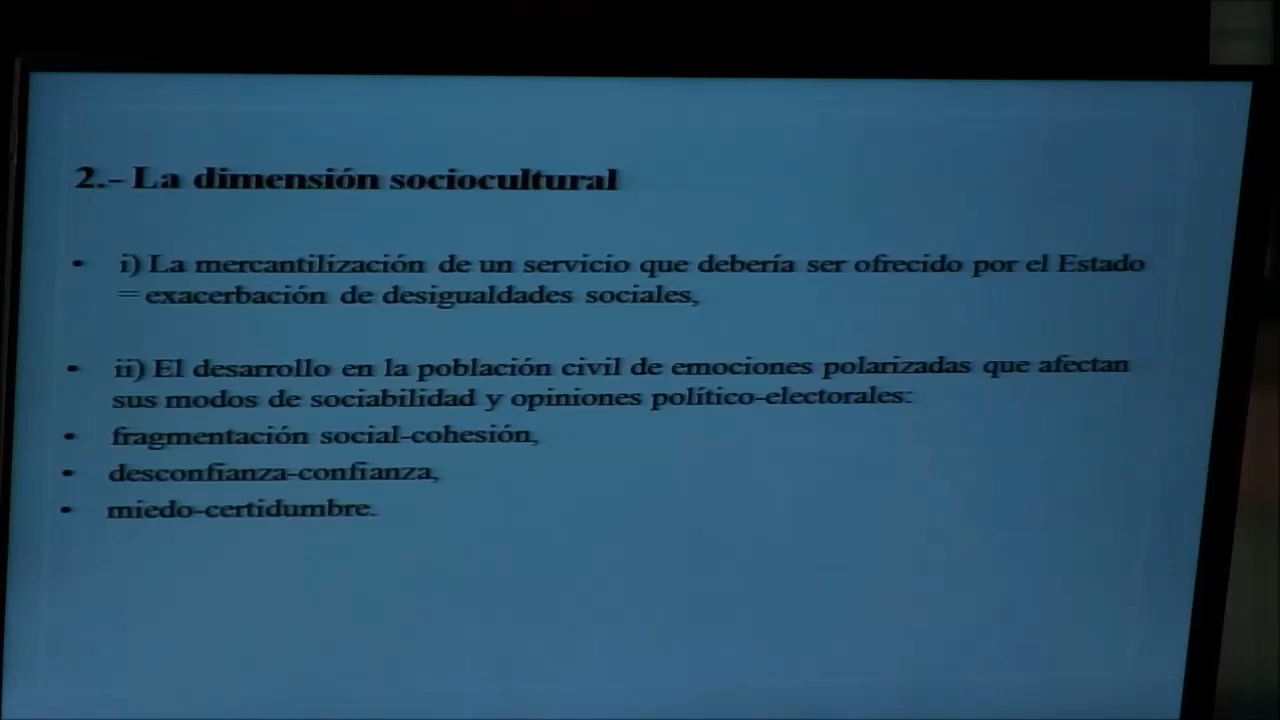 2.- La dimensión sociocultural
• i) La mercantilización de un servicio que debería ser ofrecido por el Estado
= exacerbación de desigualdades sociales,
• ii) El desarrollo en la población civil de emociones polarizadas que afectan
sus modos de sociabilidad y opiniones político-electorales:
• fragmentación social-cohesión,
• desconfianza-confianza,
• miedo-certidumbre.